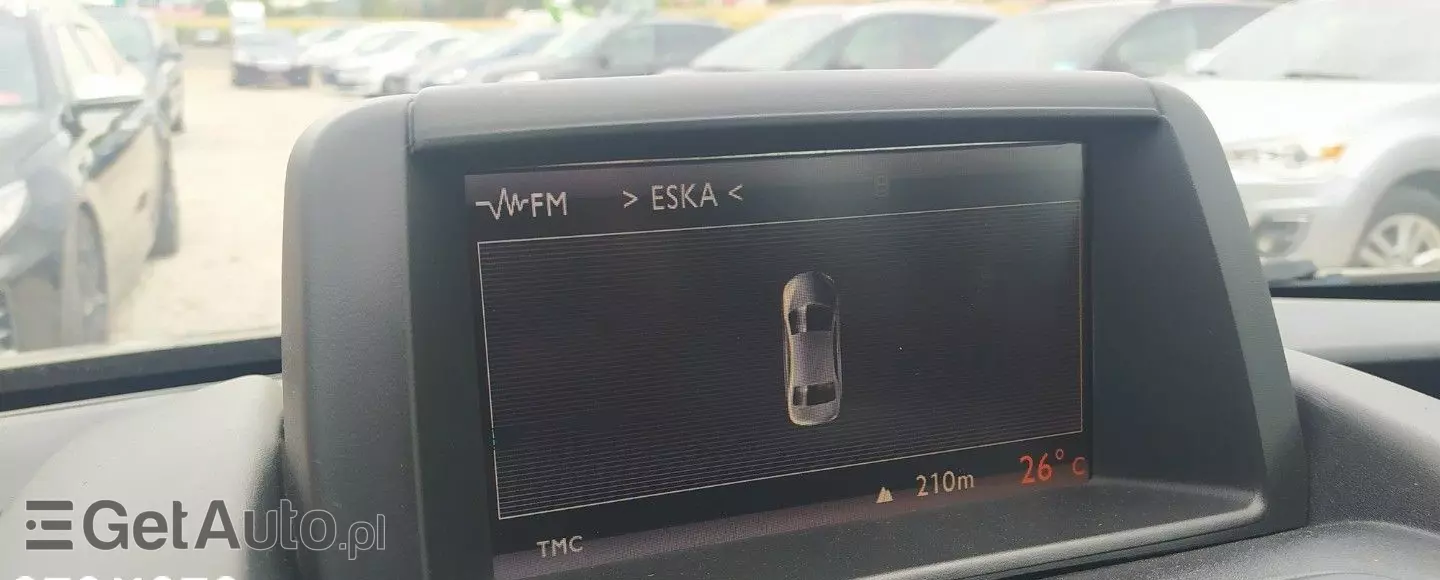 FM > ESKA <
210m 26°C
TMC
GetAuto.pl